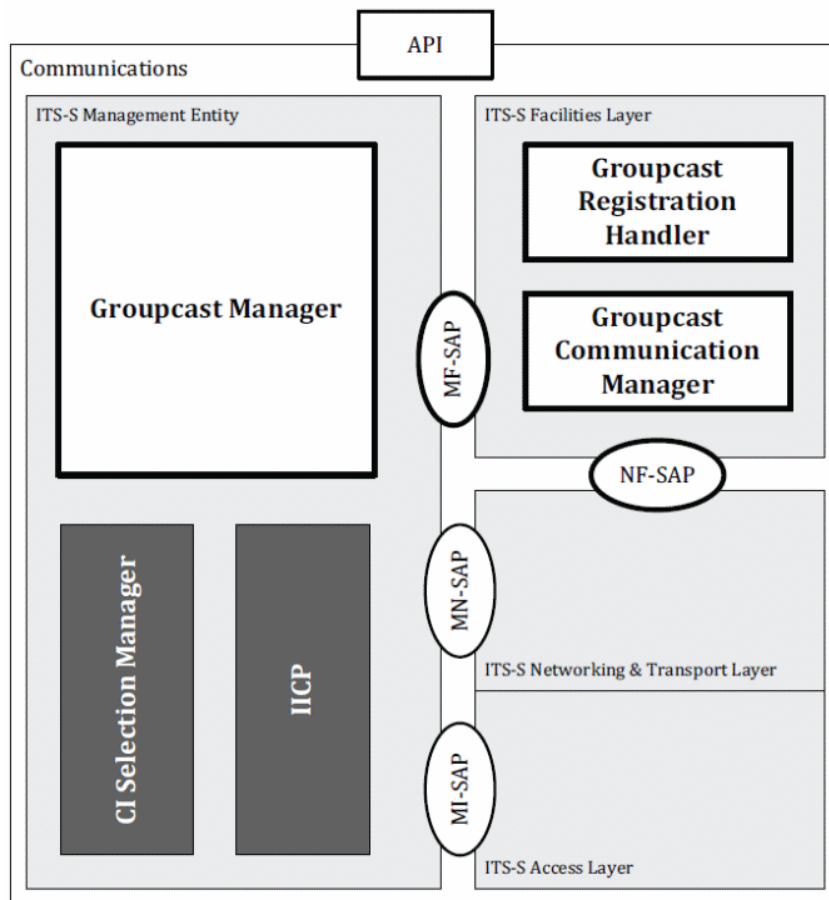 API
Communications
ITS-S Management Entity
Groupcast Manager
CI Selection Manager
IICP
MF-SAP
MN-SAP
MI-SAP
ITS-S Facilities Layer
Groupcast
Registration
Handler
Groupcast
Communication
Manager
NF-SAP
ITS-S Networking & Transport Layer
ITS-S Access Layer